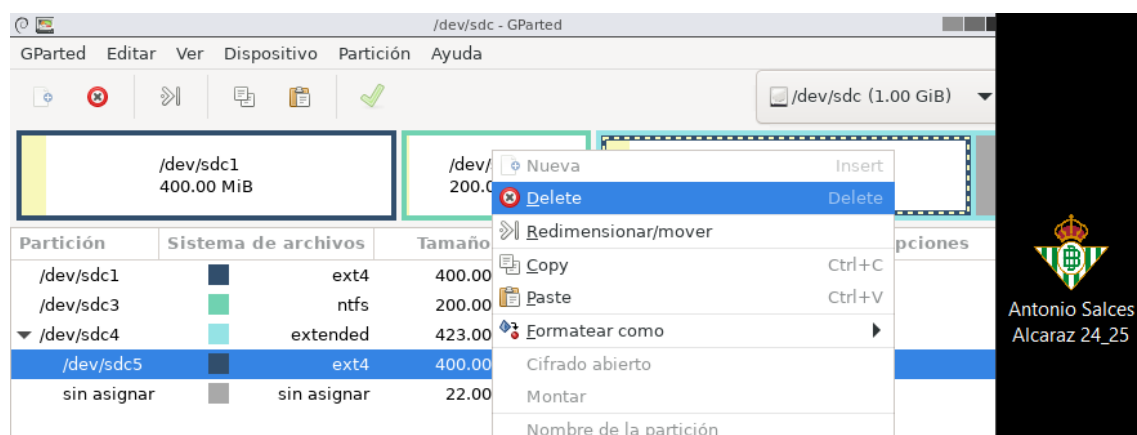 /dev/sdc - GParted
GParted Editar Ver Dispositivo Partición Ayuda
/dev/sdc (1.00 GiB)
/dev/sdc1
400.00 MiB
/dev/
200.0
Nueva Insert
Delete Delete
Redimensionar/mover
Copy Ctrl+C
Paste Ctrl+V
Formatear como
Cifrado abierto
Montar
Nombre de la partición
Partición Sistema de archivos Tamaño pciones
/dev/sdc1 ext4 400.00
/dev/sdc3 ntfs 200.00
/dev/sdc4 extended 423.00
/dev/sdc5 ext4 400.00
sin asignar sin asignar 22.00
Antonio Salces
Alcaraz 24_25